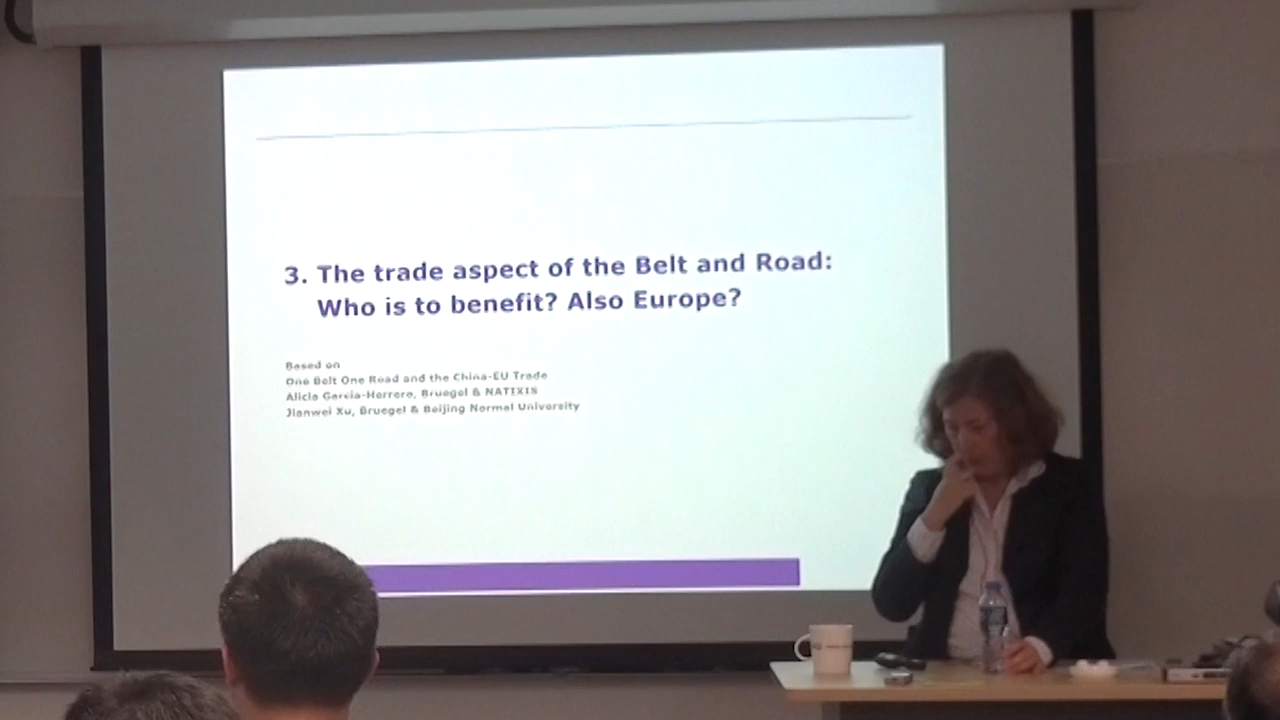 3. The trade aspect of the Belt and Road:
Who is to benefit? Also Europe?
Based on
One Belt One Road and the China-EU Trade
Alicia Garcia-Herrero, Bruegel & NATIXIS
Jianwei Xu, Bruegel & Beijing Normal University